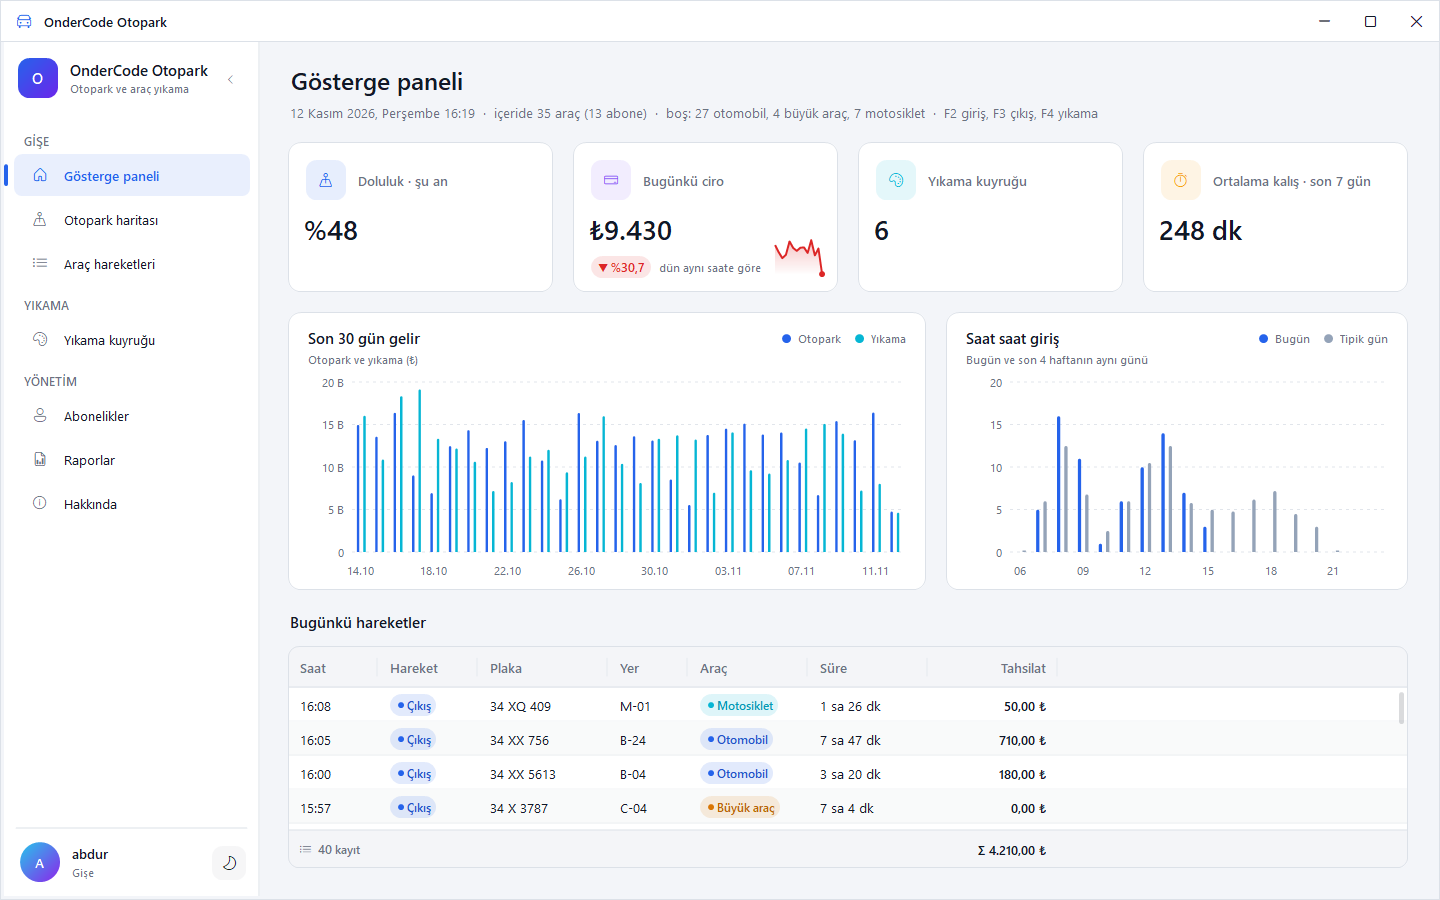 OnderCode Otopark
O
OnderCode Otopark
Otopark ve araç yıkama
GİŞE
Gösterge paneli
Otopark haritası
Araç hareketleri
YIKAMA
Yıkama kuyruğu
YÖNETİM
Abonelikler
Raporlar
Hakkında
A
abdur
Gişe
Gösterge paneli
12 Kasım 2026, Perşembe 16:19 · içeride 35 araç (13 abone) · boş: 27 otomobil, 4 büyük araç, 7 motosiklet · F2 giriş, F3 çıkış, F4 yıkama
Doluluk · şu an
%48
Bugünkü ciro
₺9.430
▼ %30,7 dün aynı saate göre
Yıkama kuyruğu
6
Ortalama kalış · son 7 gün
248 dk
Son 30 gün gelir
Otopark Yıkama
Otopark ve yıkama (₺)
20 B
15 B
10 B
5 B
0
14.10 18.10 22.10 26.10 30.10 03.11 07.11 11.11
Saat saat giriş
Bugün Tipik gün
Bugün ve son 4 haftanın aynı günü
20
15
10
5
0
06 09 12 15 18 21
Bugünkü hareketler
Saat Hareket Plaka Yer Araç Süre Tahsilat
16:08 Çıkış 34 XQ 409 M-01 Motosiklet 1 sa 26 dk 50,00 ₺
16:05 Çıkış 34 XX 756 B-24 Otomobil 7 sa 47 dk 710,00 ₺
16:00 Çıkış 34 XX 5613 B-04 Otomobil 3 sa 20 dk 180,00 ₺
15:57 Çıkış 34 X 3787 C-04 Büyük araç 7 sa 4 dk 0,00 ₺
40 kayıt Σ 4.210,00 ₺